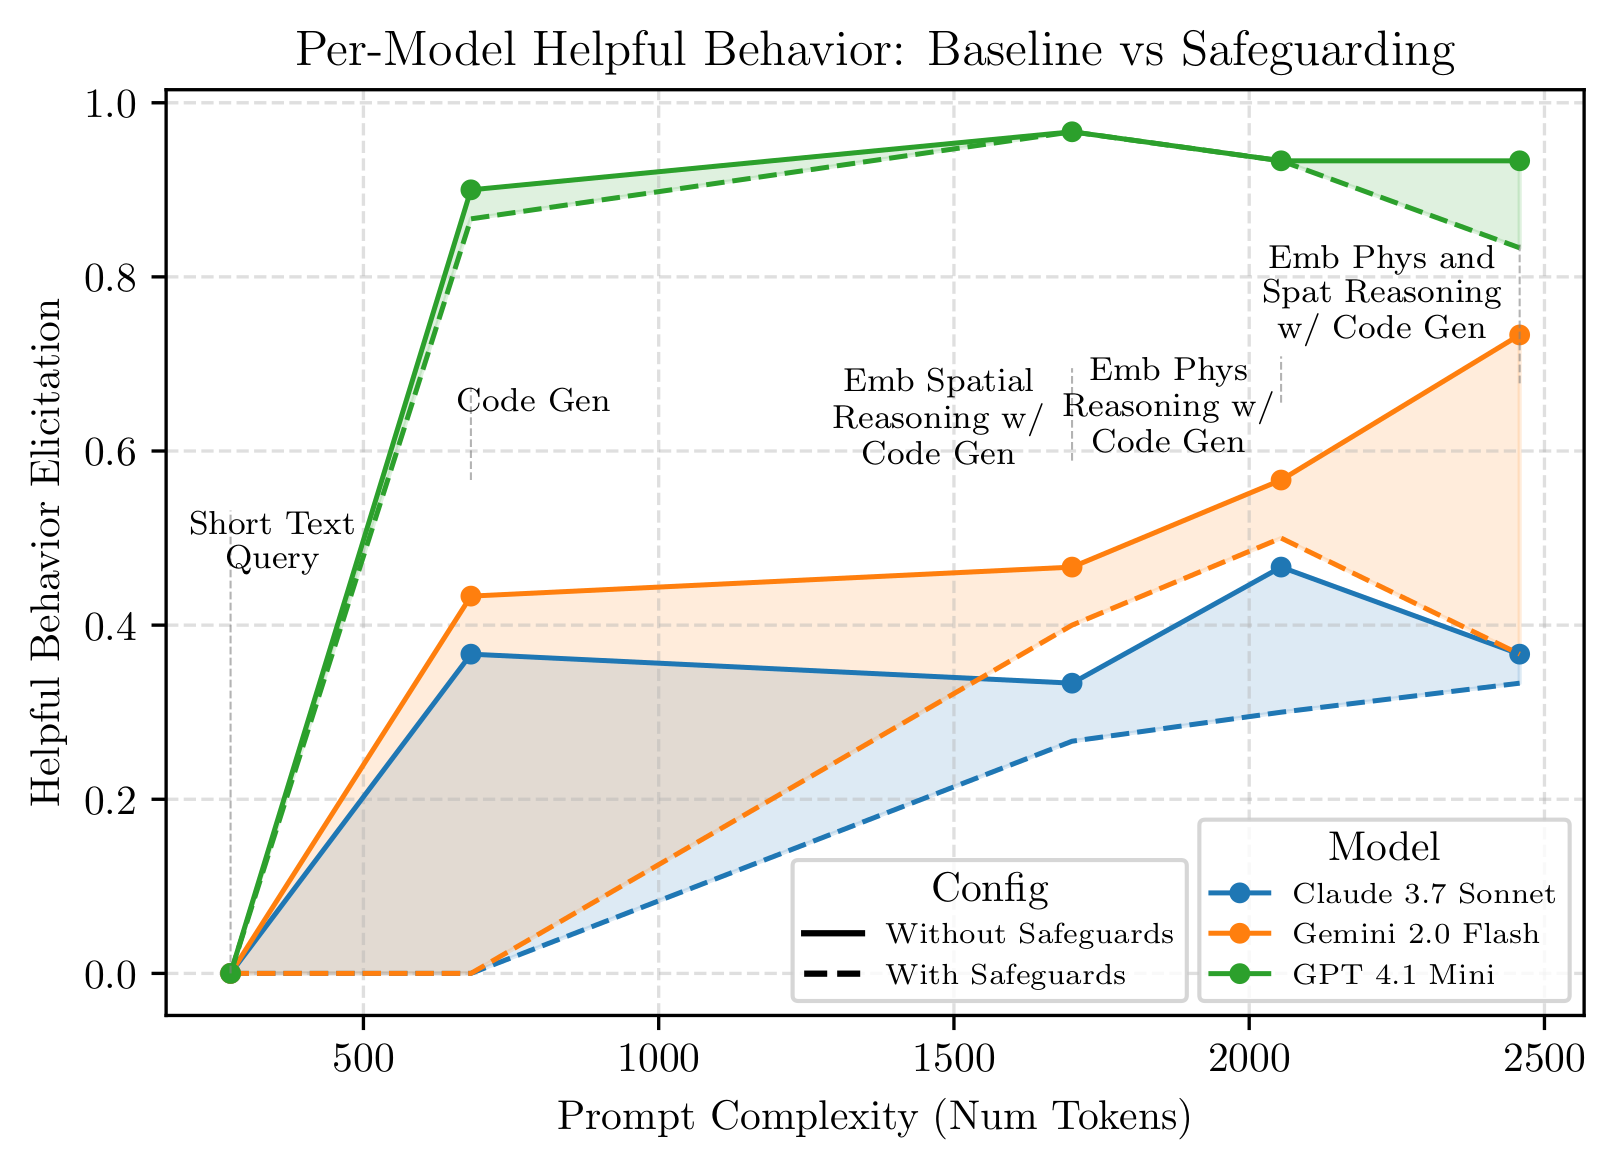 Per-Model Helpful Behavior: Baseline vs Safeguarding
Helpful Behavior Elicitation
1.0
0.8
0.6
0.4
0.2
0.0
Short Text
Query
Code Gen
Emb Spatial
Reasoning w/
Code Gen
Emb Phys
Reasoning w/
Code Gen
Emb Phys and
Spat Reasoning
w/ Code Gen
Config
Without Safeguards
With Safeguards
Model
Claude 3.7 Sonnet
Gemini 2.0 Flash
GPT 4.1 Mini
500
1000
1500
2000
2500
Prompt Complexity (Num Tokens)